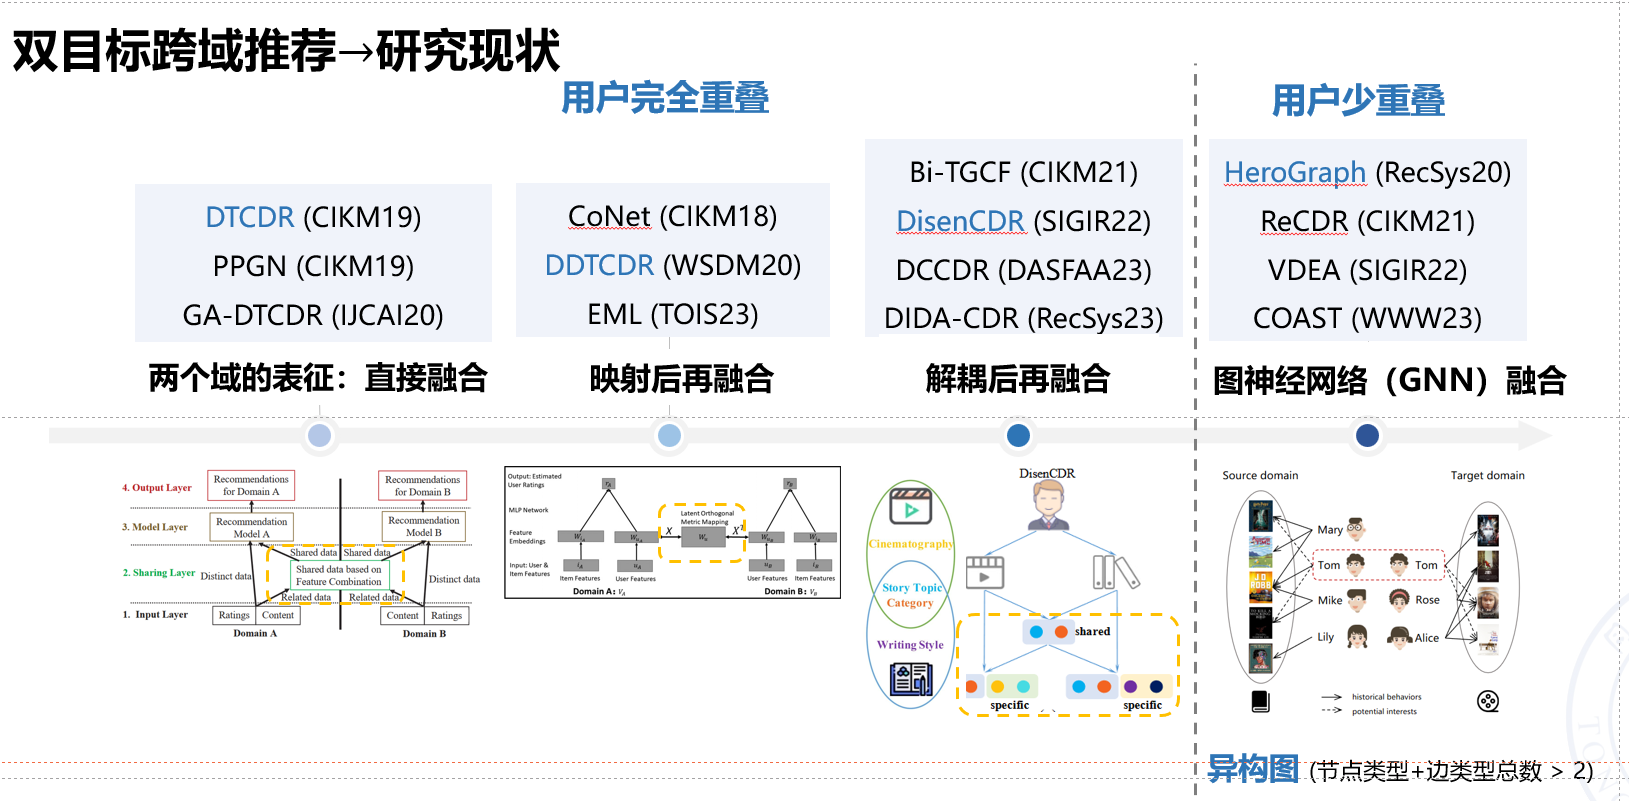 双目标跨域推荐→研究现状
用户完全重叠
用户少重叠
DTCDR (CIKM19)
PPGN (CIKM19)
GA-DTCDR (IJCAI20)
CoNet (CIKM18)
DDTCDR (WSDM20)
EML (TOIS23)
Bi-TGCF (CIKM21)
DisenCDR (SIGIR22)
DCCDR (DASFAA23)
DIDA-CDR (RecSys23)
HeroGraph (RecSys20)
ReCDR (CIKM21)
VDEA (SIGIR22)
COAST (WWW23)
两个域的表征：直接融合
映射后再融合
解耦后再融合
图神经网络（GNN）融合
4. Output Layer
Recommendations
for Domain A
Recommendations
for Domain B
3. Model Layer
Recommendation
Model A
Recommendation
Model B
Shared data
Shared data
2. Sharing Layer
Distinct data
Shared data based on
Feature Combination
Distinct data
Related data
Related data
1. Input Layer
Ratings
Content
Content
Ratings
Domain A
Domain B
Output: Estimated
User Ratings
MLP Network
Feature
Embeddings
Input: User &
Item Features
Latent Orthogonal
Metric Mapping
X
Item Features
User Features
User Features
Item Features
Domain A:
Domain B:
DisenCDR
Cinematography
Story Topic
Category
Writing Style
shared
specific
specific
Source domain
Target domain
Mary
Tom
Tom
Mike
Rose
Lily
Alice
historical behaviors
potential interests
异构图 (节点类型+边类型总数 > 2)